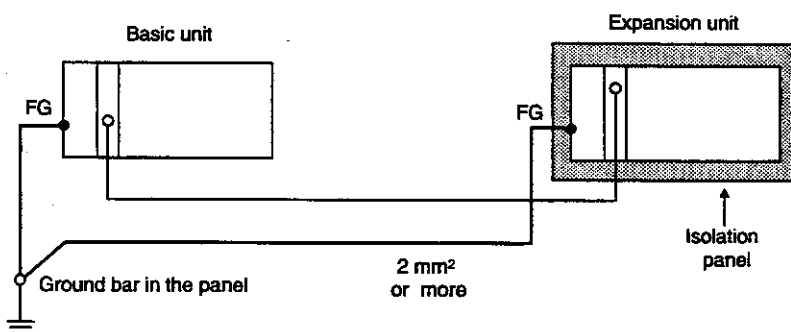 Basic unit
Expansion unit
FG
FG
Isolation
panel
Ground bar in the panel
2 mm²
or more